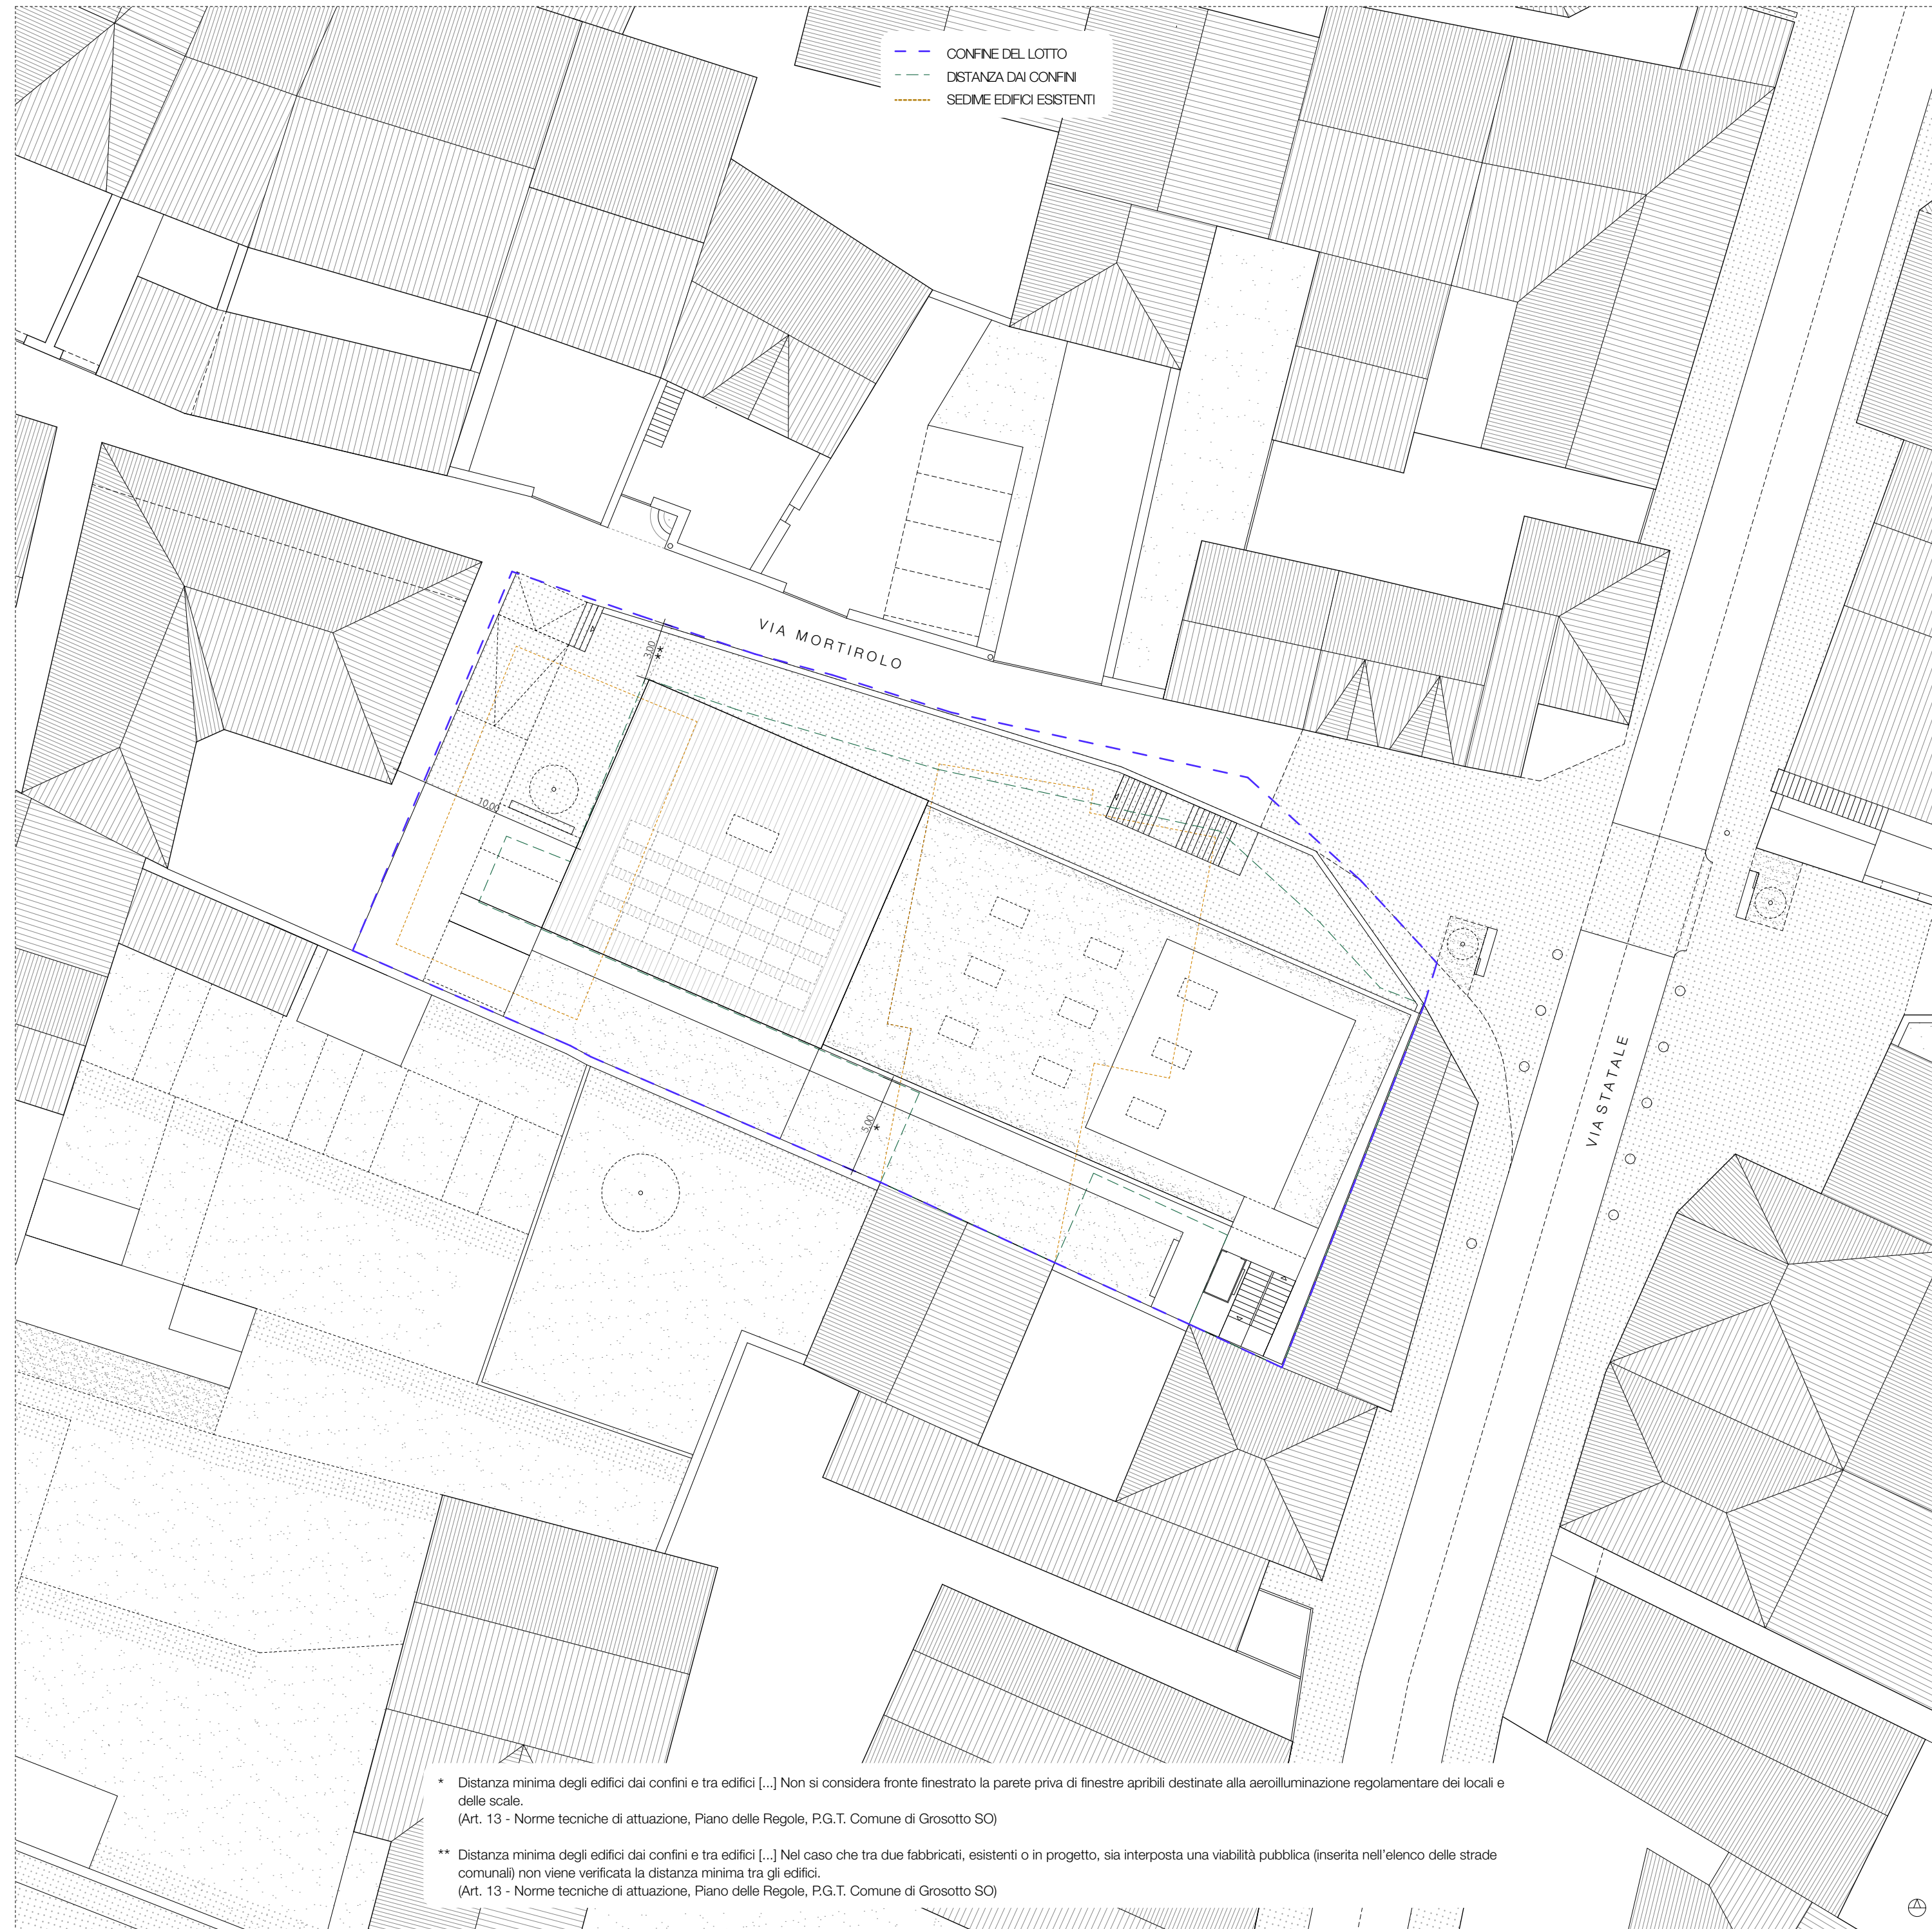 CONFINE DEL LOTTO
DISTANZA DAI CONFINI
SEDIME EDIFICI ESISTENTI
VIA MORTIROLO
3,00
**
10,00
5,00
*
VIA STATALE
* Distanza minima degli edifici dai confini e tra edifici [...] Non si considera fronte finestrato la parete priva di finestre apribili destinate alla aeroilluminazione regolamentare dei locali e
delle scale.
(Art. 13 - Norme tecniche di attuazione, Piano delle Regole, P.G.T. Comune di Grosotto SO)
** Distanza minima degli edifici dai confini e tra edifici [...] Nel caso che tra due fabbricati, esistenti o in progetto, sia interposta una viabilità pubblica (inserita nell'elenco delle strade
comunali) non viene verificata la distanza minima tra gli edifici.
(Art. 13 - Norme tecniche di attuazione, Piano delle Regole, P.G.T. Comune di Grosotto SO)